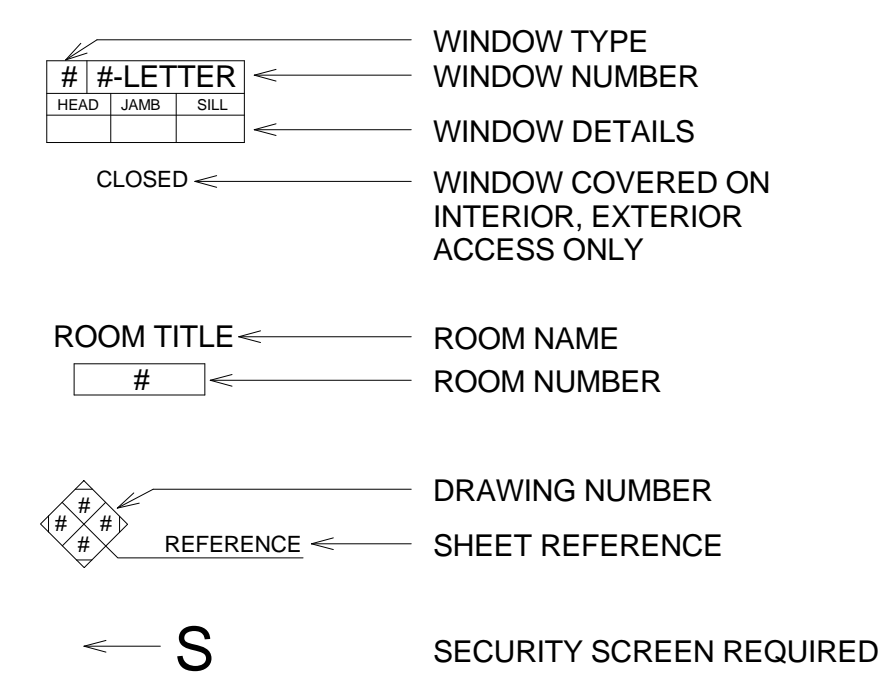 WINDOW TYPE
# #-LETTER WINDOW NUMBER
HEAD JAMB SILL
WINDOW DETAILS
CLOSED WINDOW COVERED ON
INTERIOR, EXTERIOR
ACCESS ONLY
ROOM TITLE ROOM NAME
# ROOM NUMBER
DRAWING NUMBER
#
# #
#
REFERENCE SHEET REFERENCE
S SECURITY SCREEN REQUIRED